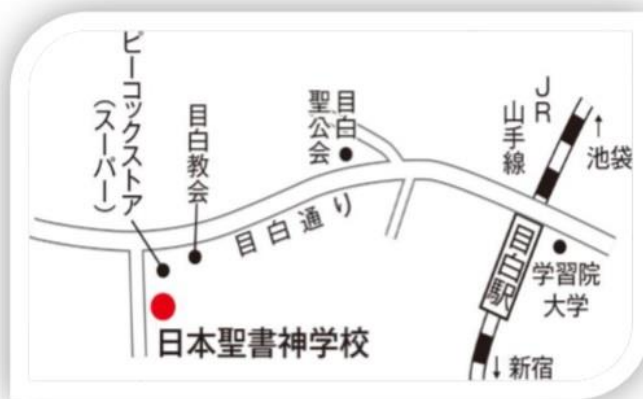 ピーコックストア
（スーパー）
目白教会
目白
聖公会
JR
山手線
↑
池袋
目白通り
目白駅
学習院
大学
日本聖書神学校
↓新宿